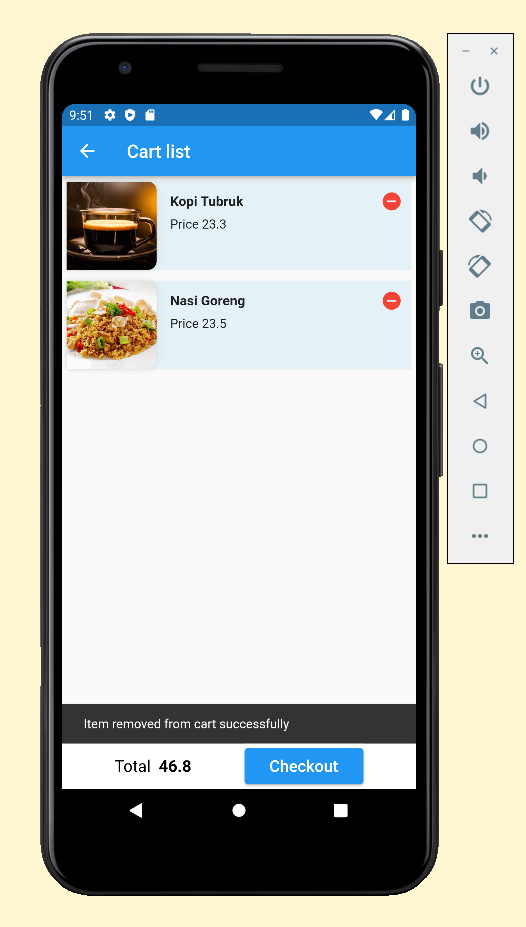 9:51
Cart list
Kopi Tubruk
Price 23.3
Nasi Goreng
Price 23.5
Item removed from cart successfully
Total 46.8
Checkout